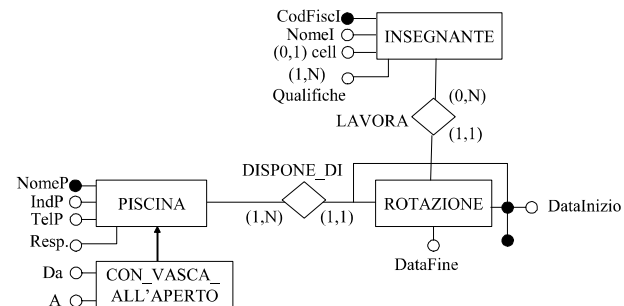 CodFiscI
NomeI
INSEGNANTE
(0,1) cell
(1,N)
Qualifiche
(0,N)
LAVORA
(1,1)
DISPONE_DI
NomeP
IndP
PISCINA
ROTAZIONE
DataInizio
TelP
(1,N)
(1,1)
Resp.
DataFine
Da
CON_VASCA_
ALL'APERTO
A